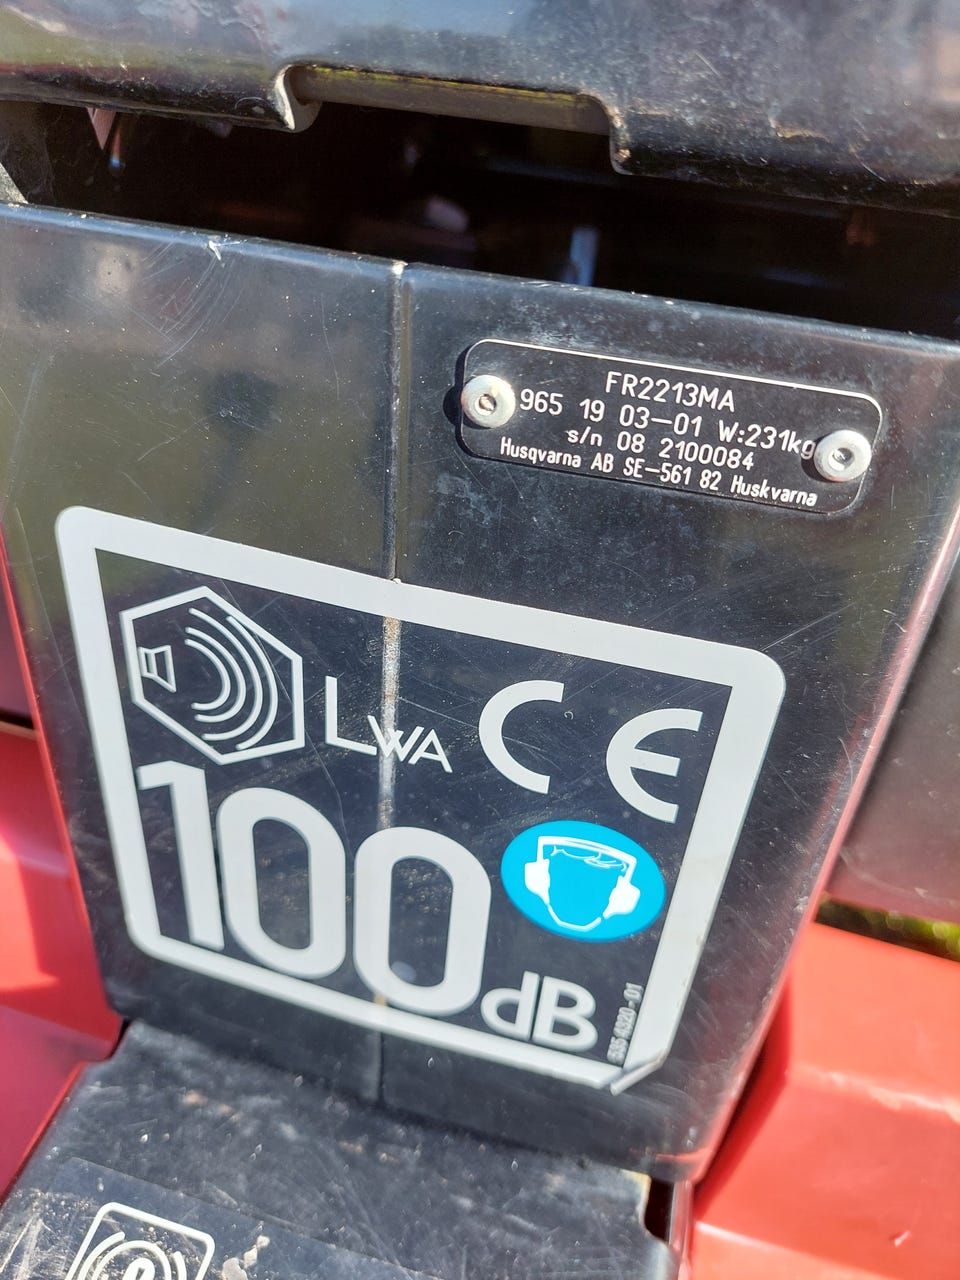 FR2213MA
965 19 03-01 W:231kg
s/n 08 2100084
Husqvarna AB SE-561 82 Huskvarna
LWA CE
100 dB